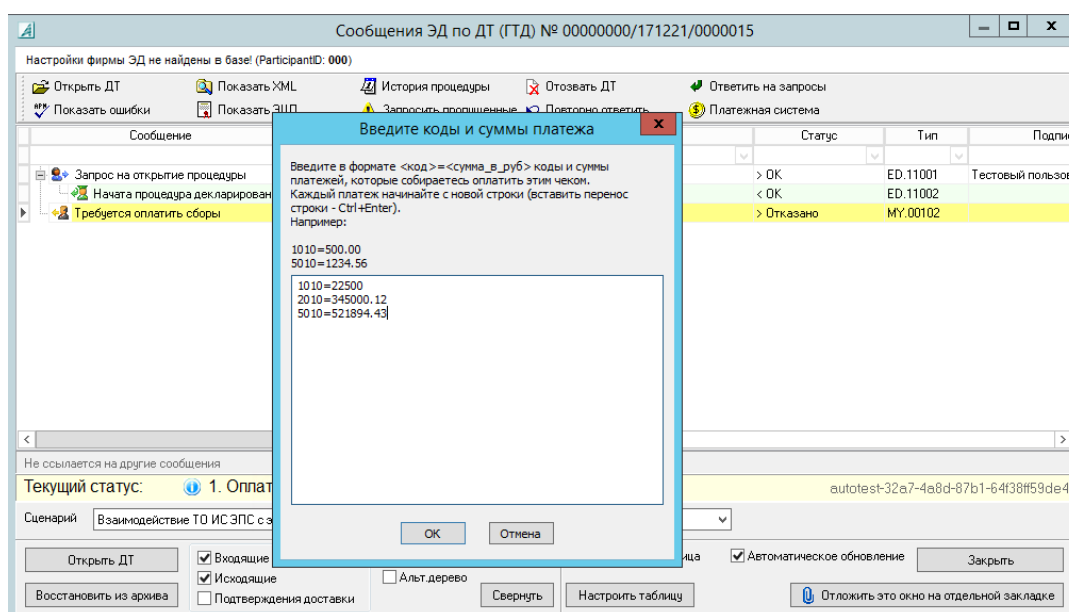 Сообщения ЭД по ДТ (ГТД) № 00000000/171221/0000015
Настройки фирмы ЭД не найдены в базе! (ParticipantID: 000)
Открыть ДТ Показать XML История процедуры Отозвать ДТ Ответить на запросы
Показать ошибки Показать ЭЦП Запросить пропущенные Повторно ответить Платежная система
Введите коды и суммы платежа
Сообщение Статус Тип
Запрос на открытие процедуры > ОК ED.11001 Тестовый
Начата процедура < ОК ED.11002
Требуется оплатить сборы > Отказано MY.00102
Введите в формате <код>=<сумма_в_руб> коды и суммы
платежей, которые собираетесь оплатить этим чеком.
Каждый платеж начинайте с новой строки (вставить перенос
строки - Ctrl+Enter).
Например:
1010=500.00
5010=1234.56
1010=22500
2010=345000.12
5010=521894.43
ОК Отмена
Не ссылается на другие сообщения
Текущий статус: 1. autotest-32a7-4a8d-87b1-64f38ff59de4
Сценарий Взаимодействие ТО ИС ЭПС с
Открыть ДТ Входящие Автоматическое обновление Закрыть
Исходящие Альт.дерево
Восстановить из архива Подтверждения доставки Свернуть Настроить таблицу Отложить это окно на отдельной закладке